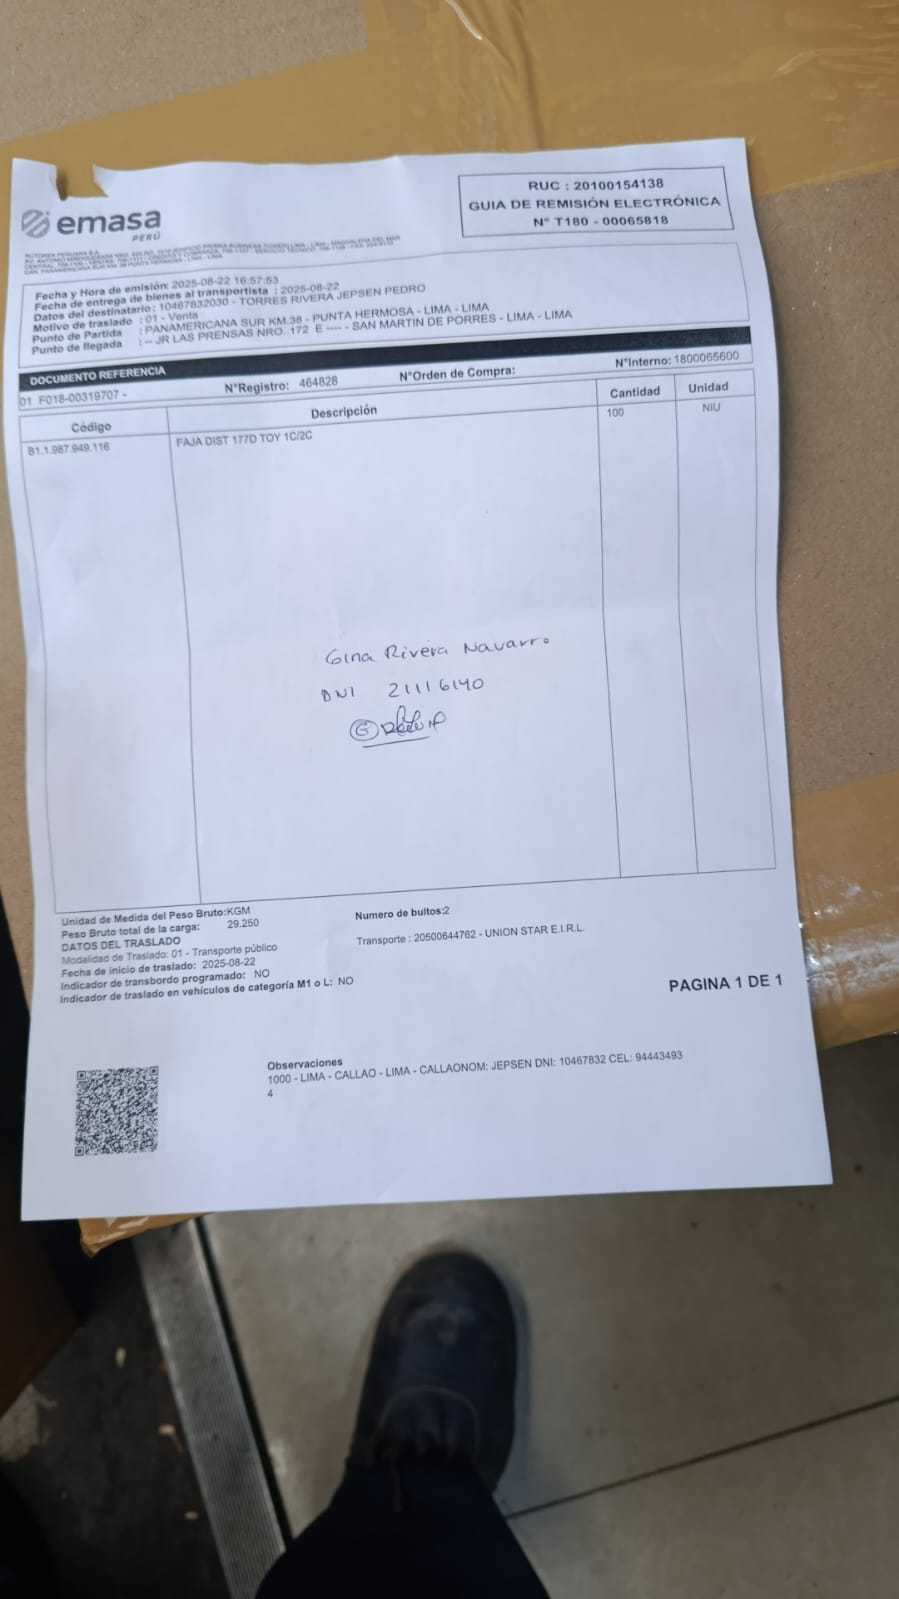 emasa
PERÚ
RUC : 20100154138
GUIA DE REMISIÓN ELECTRÓNICA
N° T180 - 00065818
Fecha y Hora de emisión: 2025-08-22 16:57:53
Fecha de entrega de bienes al transportista : 2025-08-22
Datos del destinatario : 10467832030 - TORRES RIVERA JEPSEN PEDRO
Motivo de traslado : 01 - Venta
Punto de Partida : PANAMERICANA SUR KM.38 - PUNTA HERMOSA - LIMA - LIMA
Punto de llegada : -- JR LAS PRENSAS NRO. 172 E ---- - SAN MARTIN DE PORRES - LIMA - LIMA
DOCUMENTO REFERENCIA
01 F018-00319707 - N°Registro: 464828 N°Orden de Compra: N°Interno: 1800065600
Código Descripción Cantidad Unidad
B1.1.987.949.116 FAJA DIST 177D TOY 1C/2C 100 NIU
Gina Rivera Navarro
DNI 21116140
Unidad de Medida del Peso Bruto:KGM Numero de bultos:2
Peso Bruto total de la carga: 29.250
DATOS DEL TRASLADO Transporte : 20500644762 - UNION STAR E.I.R.L.
Modalidad de Traslado: 01 - Transporte público
Fecha de inicio de traslado: 2025-08-22
Indicador de transbordo programado: NO
Indicador de traslado en vehículos de categoría M1 o L: NO
PAGINA 1 DE 1
Observaciones
1000 - LIMA - CALLAO - LIMA - CALLAONOM: JEPSEN DNI: 10467832 CEL: 94443493
4